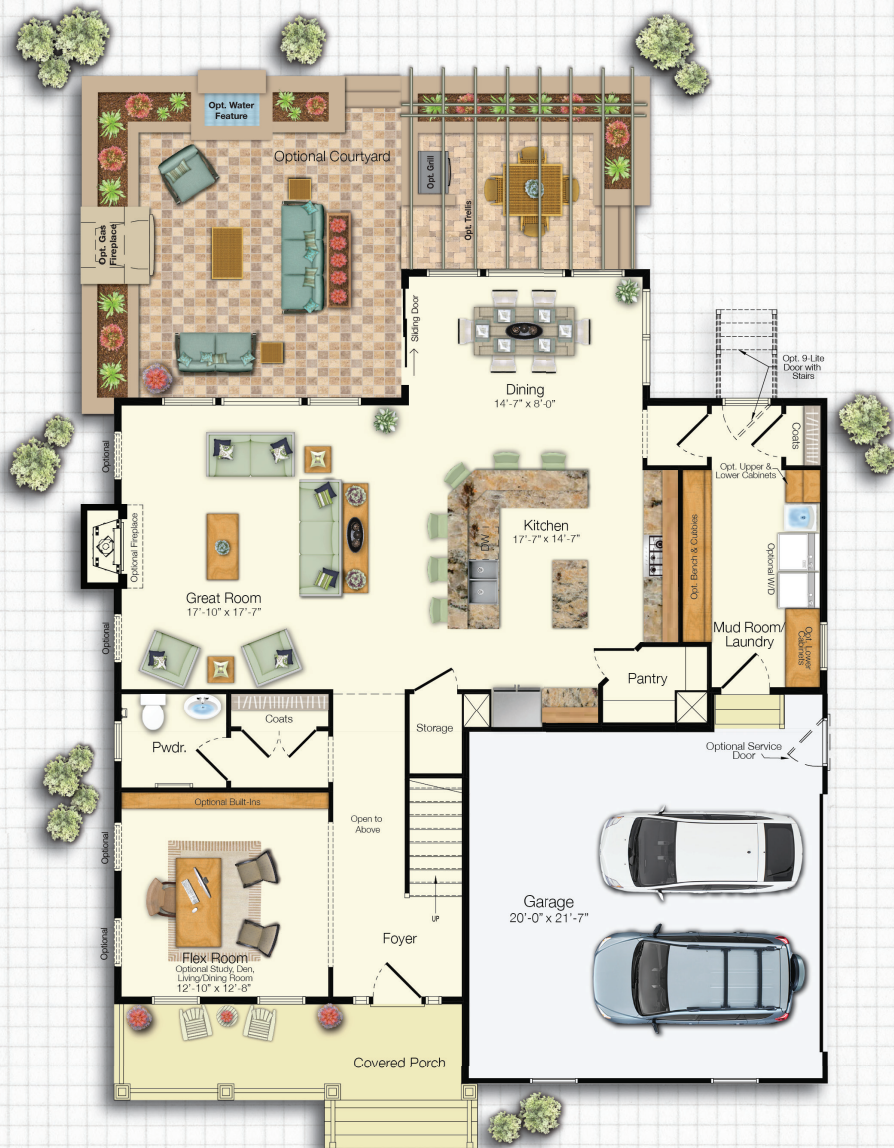 Opt. Water
Feature
Optional Courtyard
Opt. Grill
Opt. Trellis
Opt. Gas
Fireplace
Sliding Door
Dining
14'-7" x 8'-0"
Opt. 9-Lite
Door with
Stairs
Coats
Opt. Upper &
Lower Cabinets
Optional
Optional Fireplace
Great Room
17'-10" x 17'-7"
Optional
Kitchen
17'-7" x 14'-7"
DW
Opt. Bench & Cubbies
Optional W/D
Mud Room/
Laundry
Opt. Lower
Cabinets
Pantry
Coats
Pwdr.
Storage
Optional Service
Door
Optional Built-Ins
Optional
Open to
Above
UP
Garage
20'-0" x 21'-7"
Optional
Flex Room
Optional Study, Den,
Living/Dining Room
12'-10" x 12'-8"
Foyer
Covered Porch